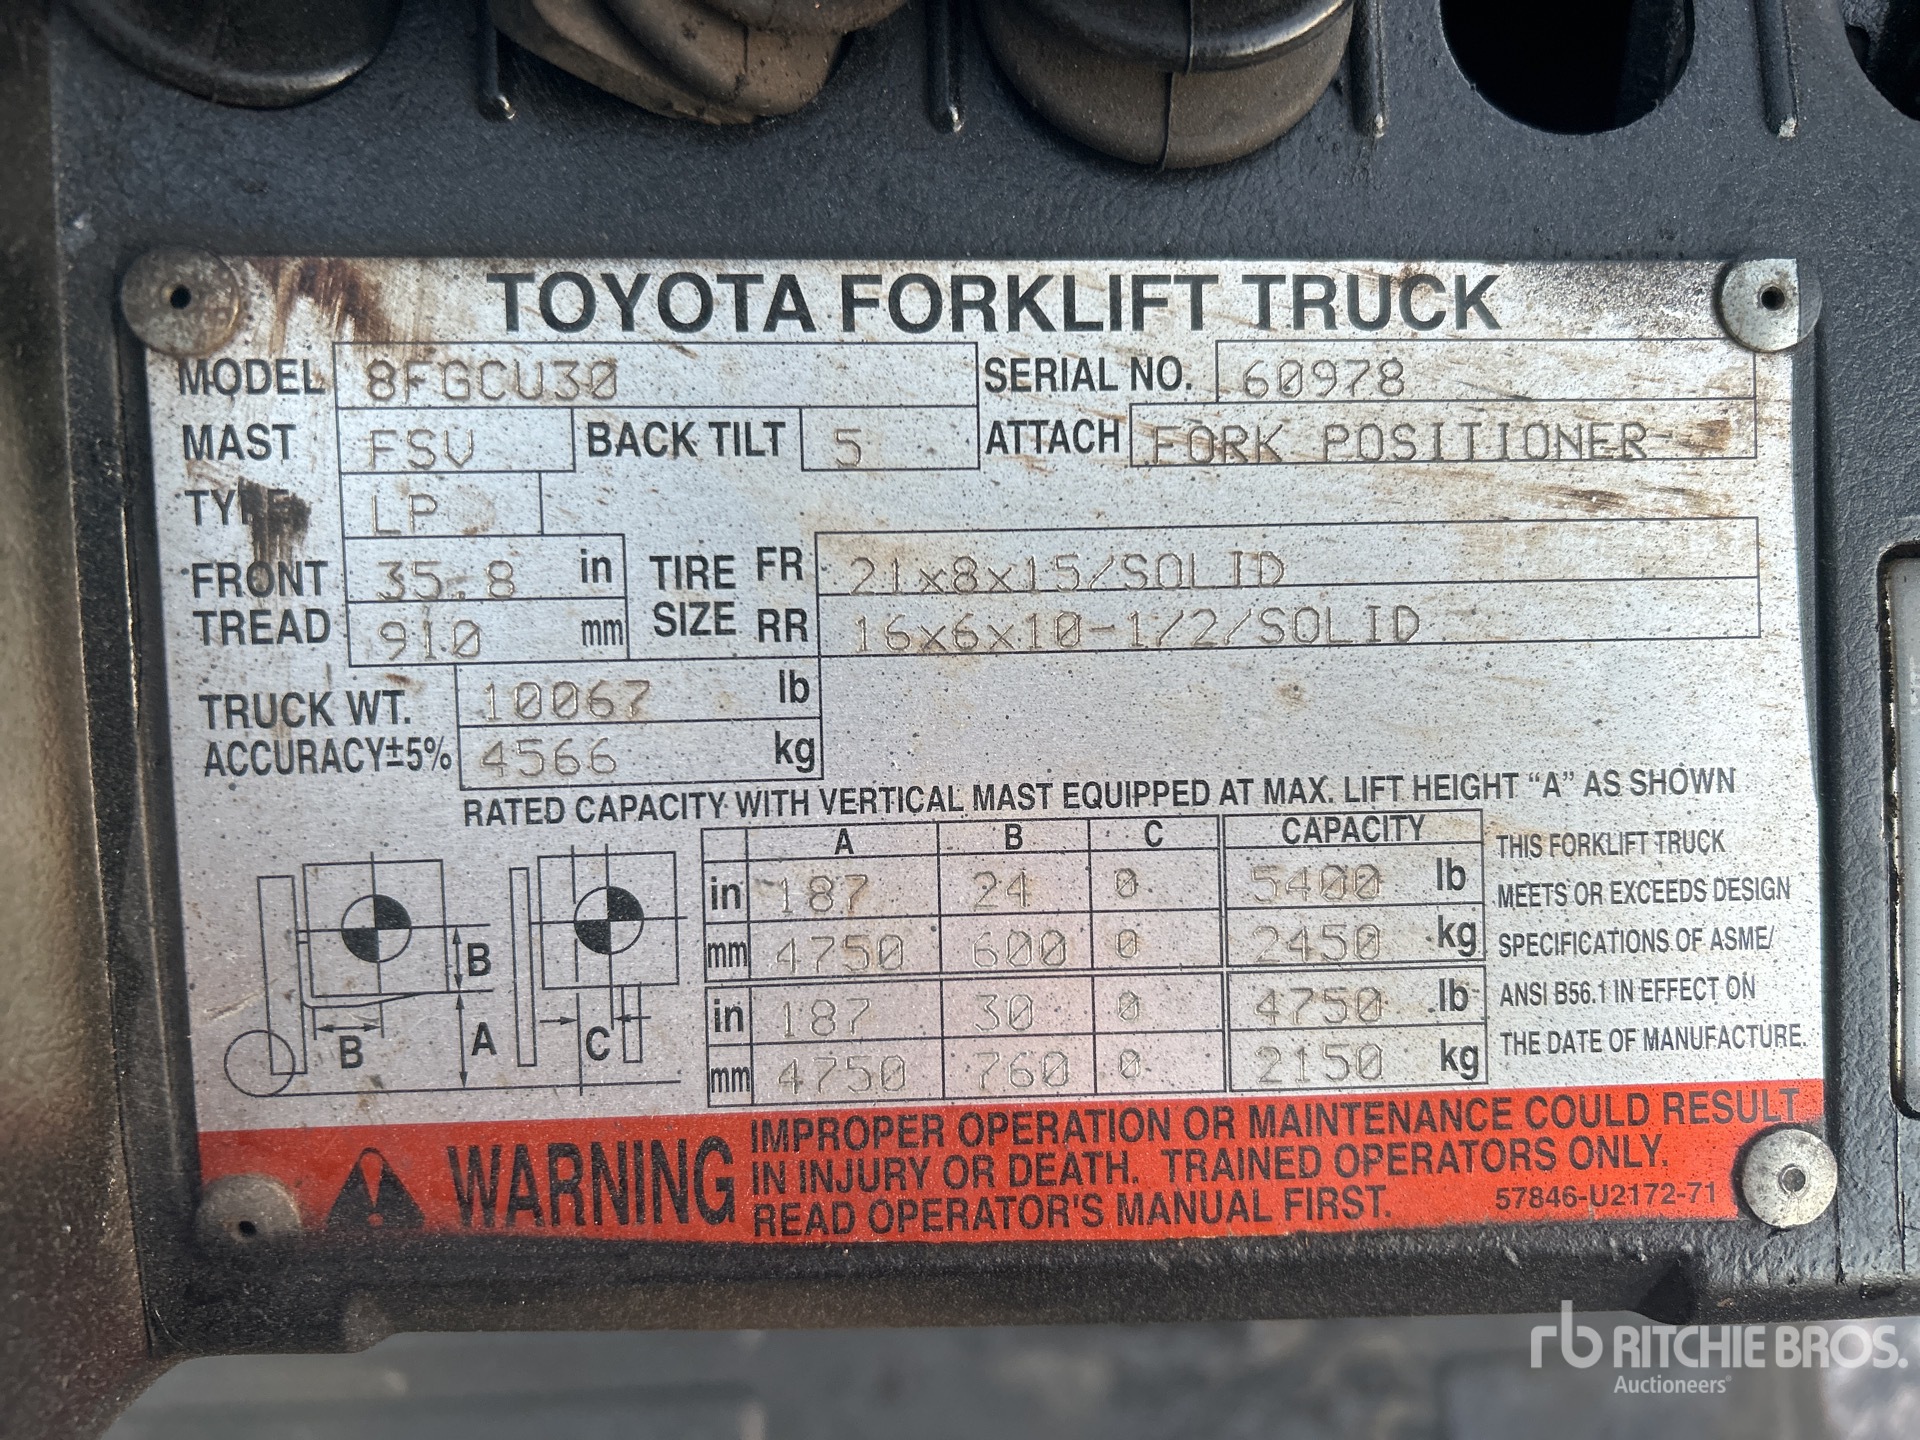 TOYOTA FORKLIFT TRUCK
MODEL 8FGCU30 SERIAL NO. 60978
MAST FSV BACK TILT 5 ATTACH FORK POSITIONER
TYPE LP
FRONT TREAD 35.8 in TIRE SIZE FR 21x8x15/SOLID
910 mm RR 16x6x10-1/2/SOLID
TRUCK WT. 10067 lb
ACCURACY±5% 4566 kg
RATED CAPACITY WITH VERTICAL MAST EQUIPPED AT MAX. LIFT HEIGHT "A" AS SHOWN
A B C CAPACITY
in 187 24 0 5400 lb
mm 4750 600 0 2450 kg
in 187 30 0 4750 lb
mm 4750 760 0 2150 kg
B
B
A
C
THIS FORKLIFT TRUCK
MEETS OR EXCEEDS DESIGN
SPECIFICATIONS OF ASME/
ANSI B56.1 IN EFFECT ON
THE DATE OF MANUFACTURE.
WARNING
IMPROPER OPERATION OR MAINTENANCE COULD RESULT
IN INJURY OR DEATH. TRAINED OPERATORS ONLY.
READ OPERATOR'S MANUAL FIRST. 57846-U2172-71
rb RITCHIE BROS.
Auctioneers